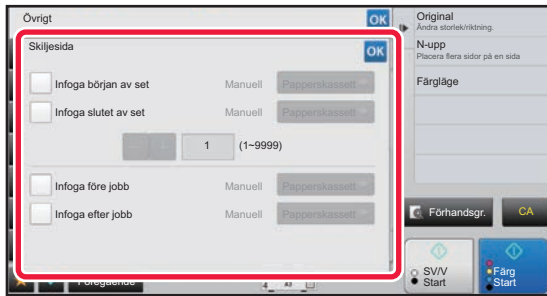 Övrigt
OK
Skiljesida
OK
Infoga början av set Manuell Papperskassett
Infoga slutet av set Manuell Papperskassett
1 (1~9999)
Infoga före jobb Manuell Papperskassett
Infoga efter jobb Manuell Papperskassett
Föregående
A3
Original
Ändra storlek/riktning.
N-upp
Placera flera sidor på en sida
Färgläge
Förhandsgr.
CA
SV/V
Start
Färg
Start